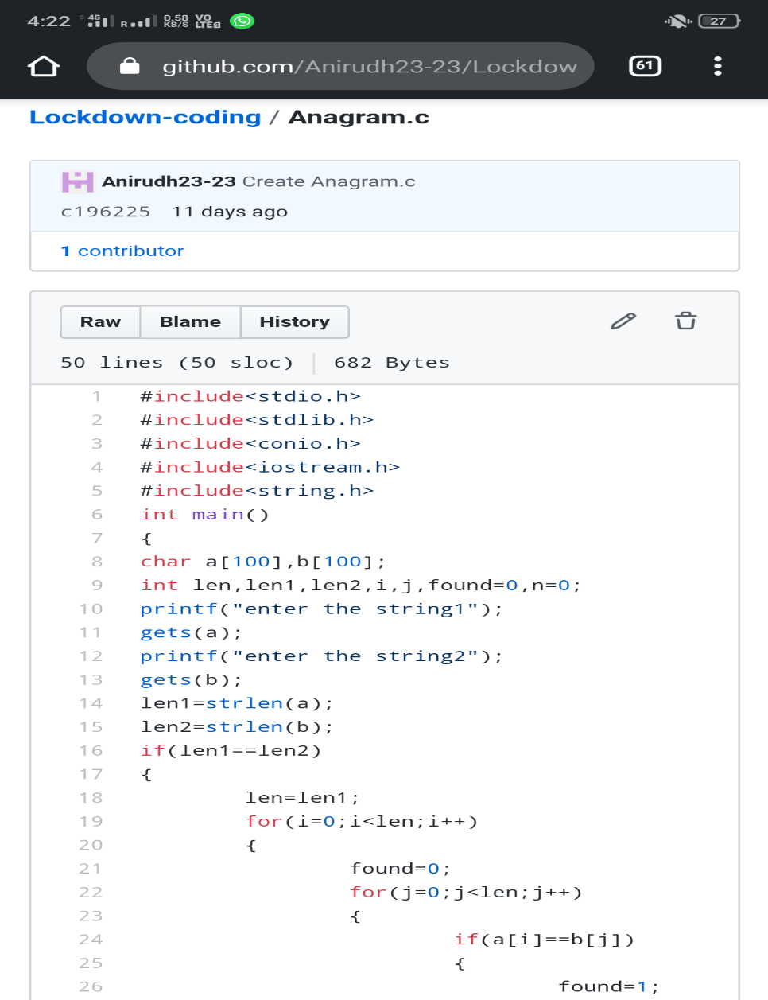 4:22 4G R 0.58 KB/S VO LTE 27
github.com/Anirudh23-23/Lockdow 61
Lockdown-coding / Anagram.c
Anirudh23-23 Create Anagram.c
c196225 11 days ago
1 contributor
Raw Blame History
50 lines (50 sloc) 682 Bytes
1 #include<stdio.h>
2 #include<stdlib.h>
3 #include<conio.h>
4 #include<iostream.h>
5 #include<string.h>
6 int main()
7 {
8 char a[100],b[100];
9 int len,len1,len2,i,j,found=0,n=0;
10 printf("enter the string1");
11 gets(a);
12 printf("enter the string2");
13 gets(b);
14 len1=strlen(a);
15 len2=strlen(b);
16 if(len1==len2)
17 {
18 len=len1;
19 for(i=0;i<len;i++)
20 {
21 found=0;
22 for(j=0;j<len;j++)
23 {
24 if(a[i]==b[j])
25 {
26 found=1;